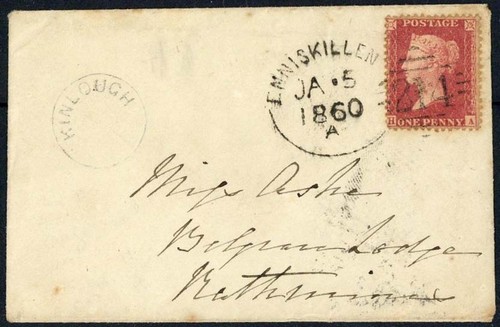 KINLOUGH
ENNISKILLEN
JA 5
1860
A
POSTAGE
H A
ONE PENNY
Miss Ashe
Belgrave Lodge
Rathmines